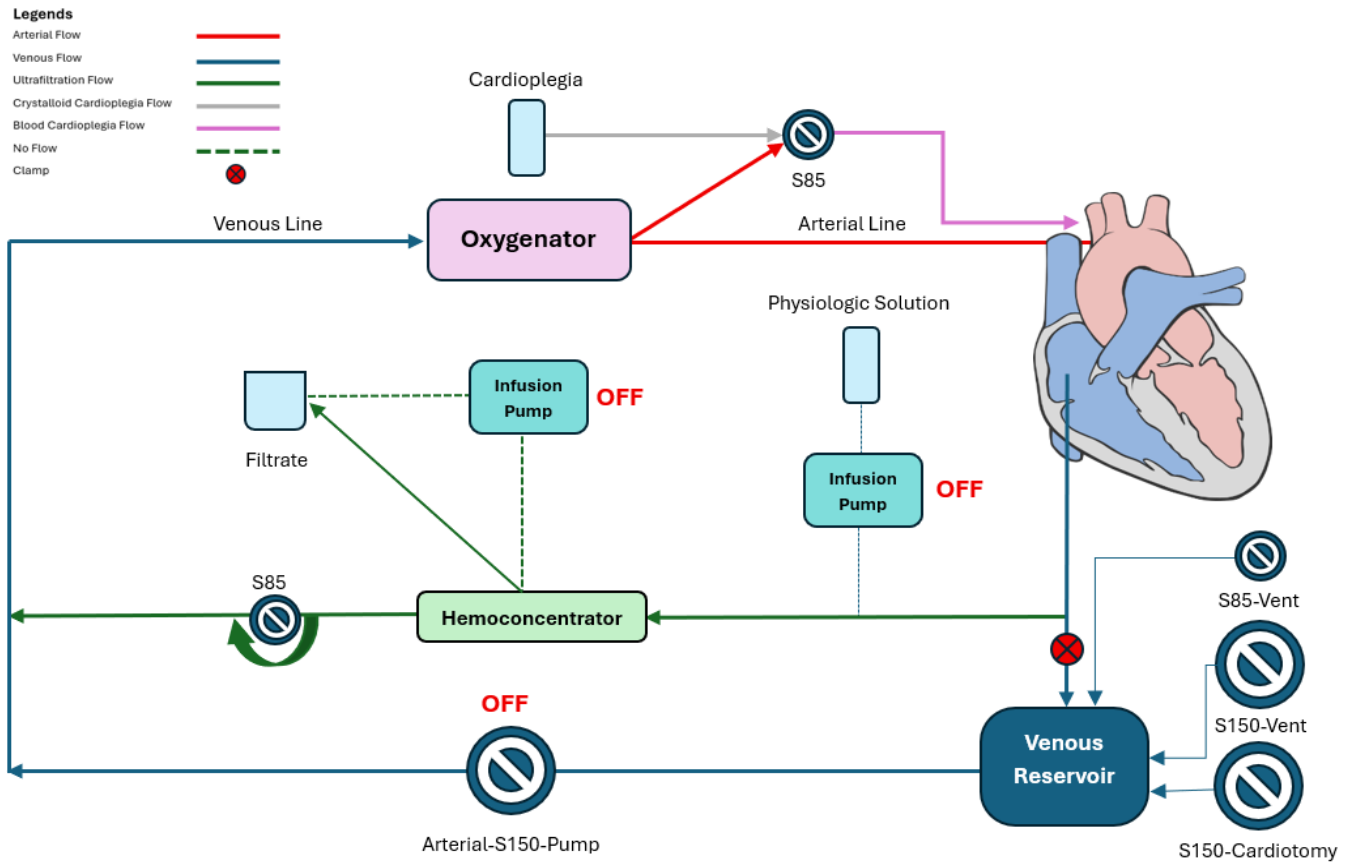 Legends
Arterial Flow
Venous Flow
Ultrafiltration Flow
Crystalloid Cardioplegia Flow
Blood Cardioplegia Flow
No Flow
Clamp
Cardioplegia
S85
Venous Line
Oxygenator
Arterial Line
Physiologic Solution
Infusion
Pump
OFF
Filtrate
Infusion
Pump
OFF
S85
Hemoconcentrator
S85-Vent
OFF
S150-Vent
Venous
Reservoir
Arterial-S150-Pump
S150-Cardiotomy